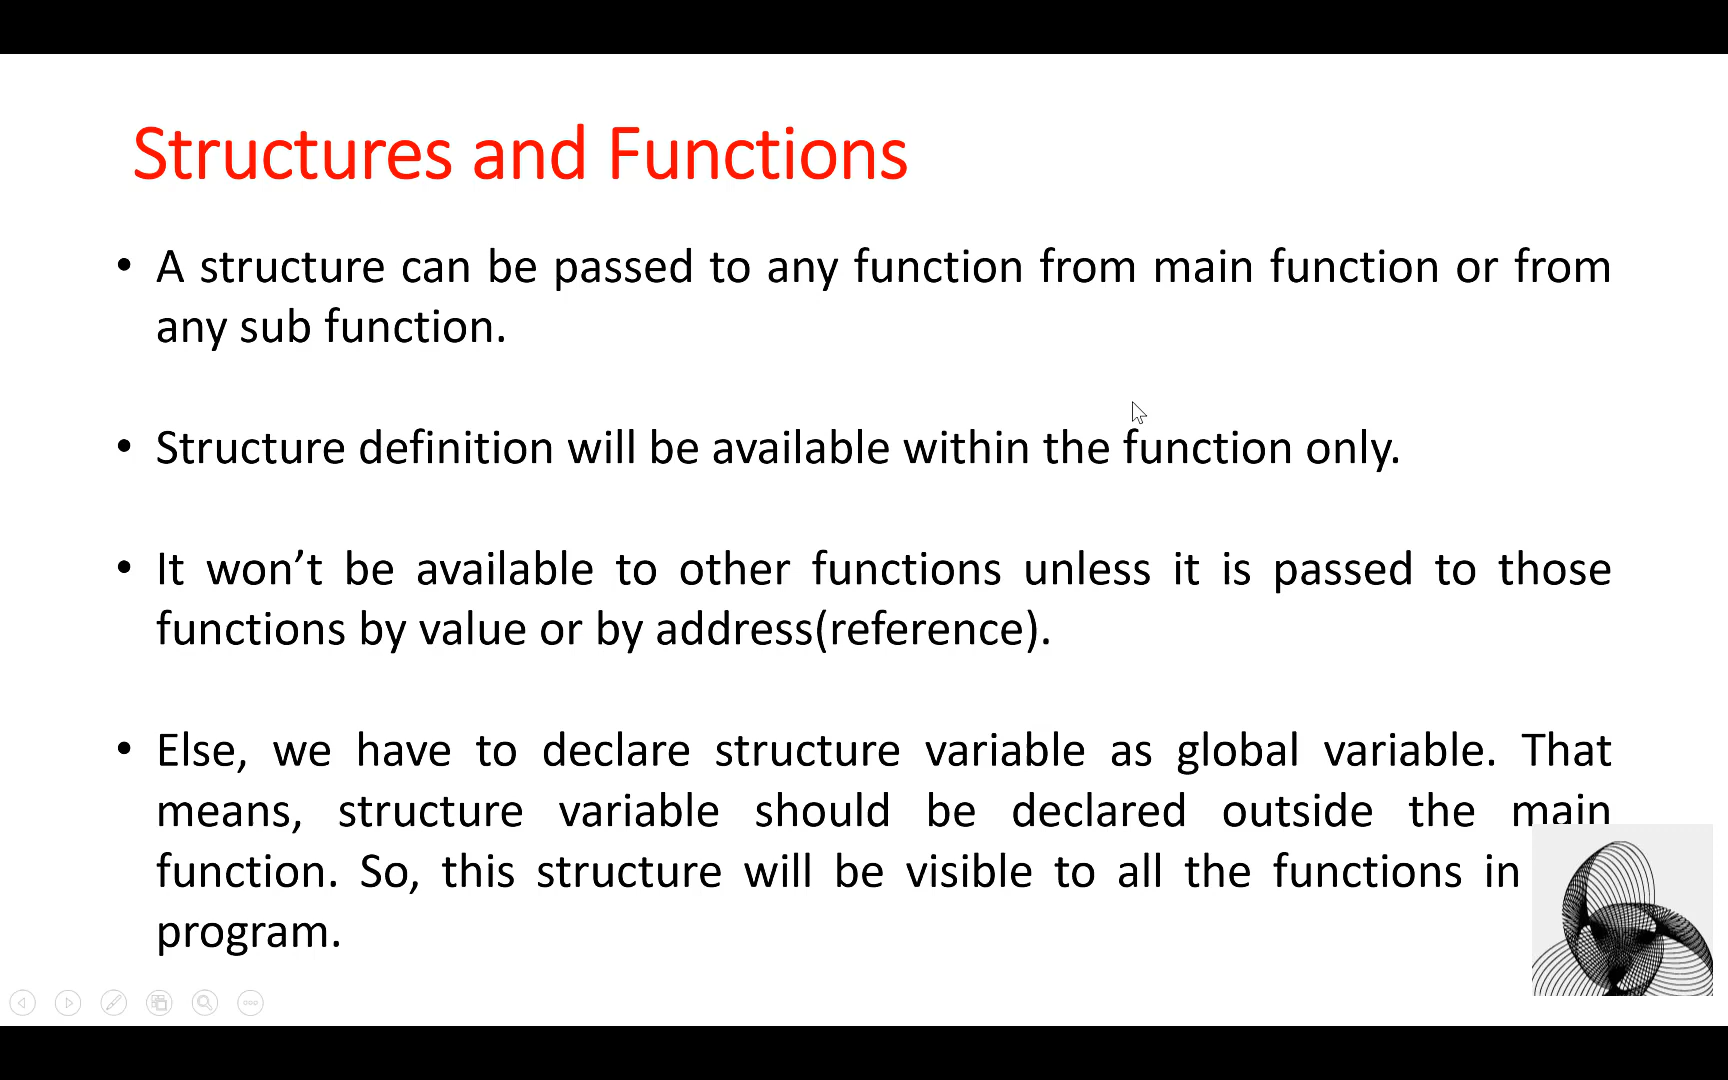 Structures and Functions
• A structure can be passed to any function from main function or from
any sub function.
• Structure definition will be available within the function only.
• It won’t be available to other functions unless it is passed to those
functions by value or by address(reference).
• Else, we have to declare structure variable as global variable. That
means, structure variable should be declared outside the main
function. So, this structure will be visible to all the functions in
program.